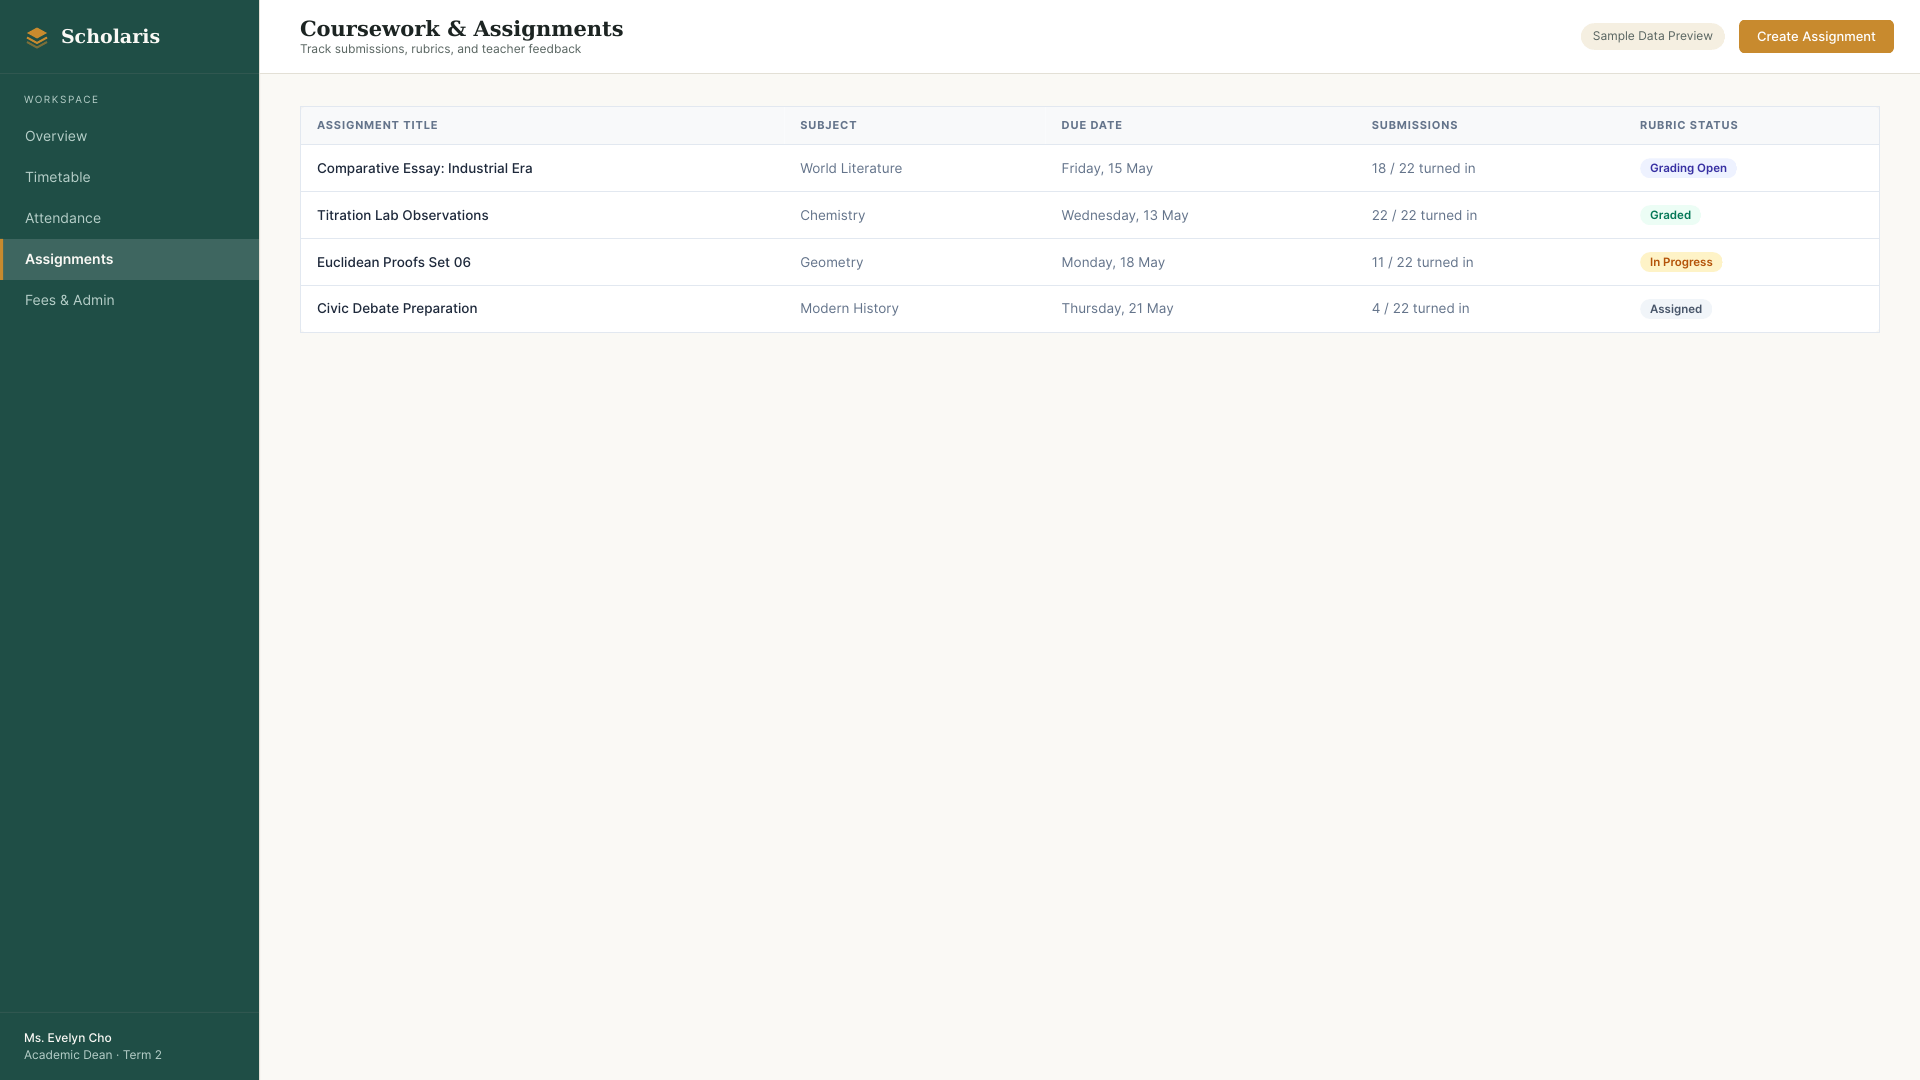 Scholaris
WORKSPACE
Overview
Timetable
Attendance
Assignments
Fees & Admin
Ms. Evelyn Cho
Academic Dean · Term 2
Coursework & Assignments
Track submissions, rubrics, and teacher feedback
Sample Data Preview
Create Assignment
ASSIGNMENT TITLE SUBJECT DUE DATE SUBMISSIONS RUBRIC STATUS
Comparative Essay: Industrial Era World Literature Friday, 15 May 18 / 22 turned in Grading Open
Titration Lab Observations Chemistry Wednesday, 13 May 22 / 22 turned in Graded
Euclidean Proofs Set 06 Geometry Monday, 18 May 11 / 22 turned in In Progress
Civic Debate Preparation Modern History Thursday, 21 May 4 / 22 turned in Assigned